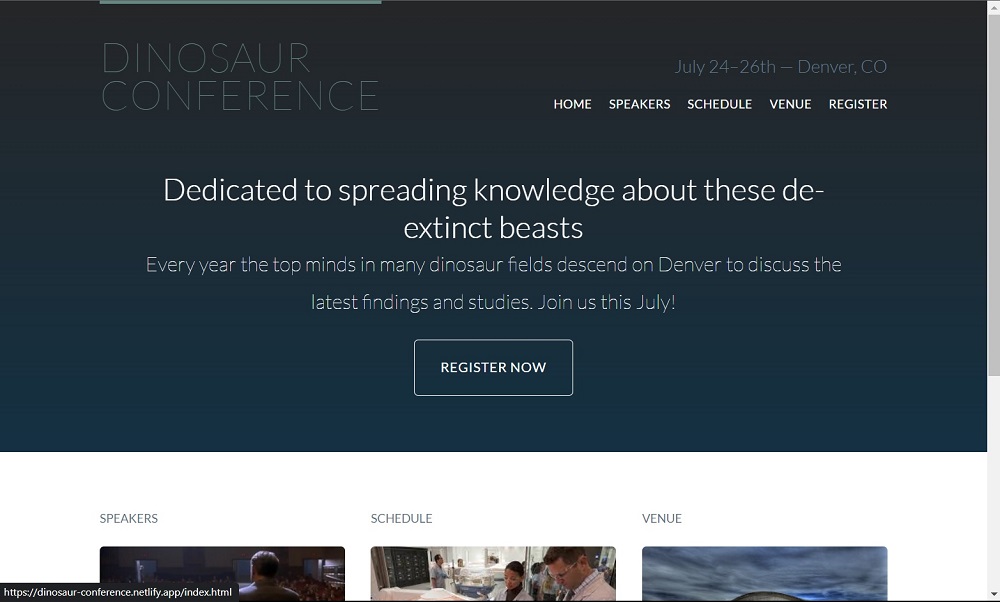 DINOSAUR
CONFERENCE
July 24–26th — Denver, CO
HOME SPEAKERS SCHEDULE VENUE REGISTER
Dedicated to spreading knowledge about these de-
extinct beasts
Every year the top minds in many dinosaur fields descend on Denver to discuss the
latest findings and studies. Join us this July!
REGISTER NOW
SPEAKERS SCHEDULE VENUE
https://dinosaur-conference.netlify.app/index.html